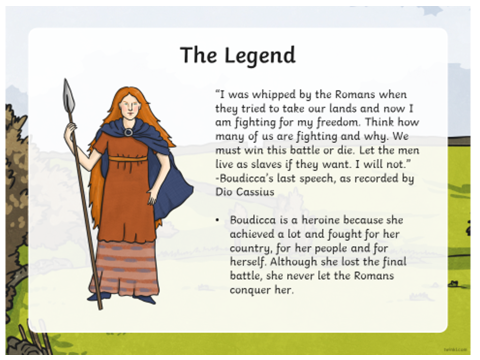 The Legend
“I was whipped by the Romans when
they tried to take our lands and now I
am fighting for my freedom. Think how
many of us are fighting and why. We
must win this battle or die. Let the men
live as slaves if they want. I will not.”
-Boudicca’s last speech, as recorded by
Dio Cassius
• Boudicca is a heroine because she
achieved a lot and fought for her
country, for her people and for
herself. Although she lost the final
battle, she never let the Romans
conquer her.